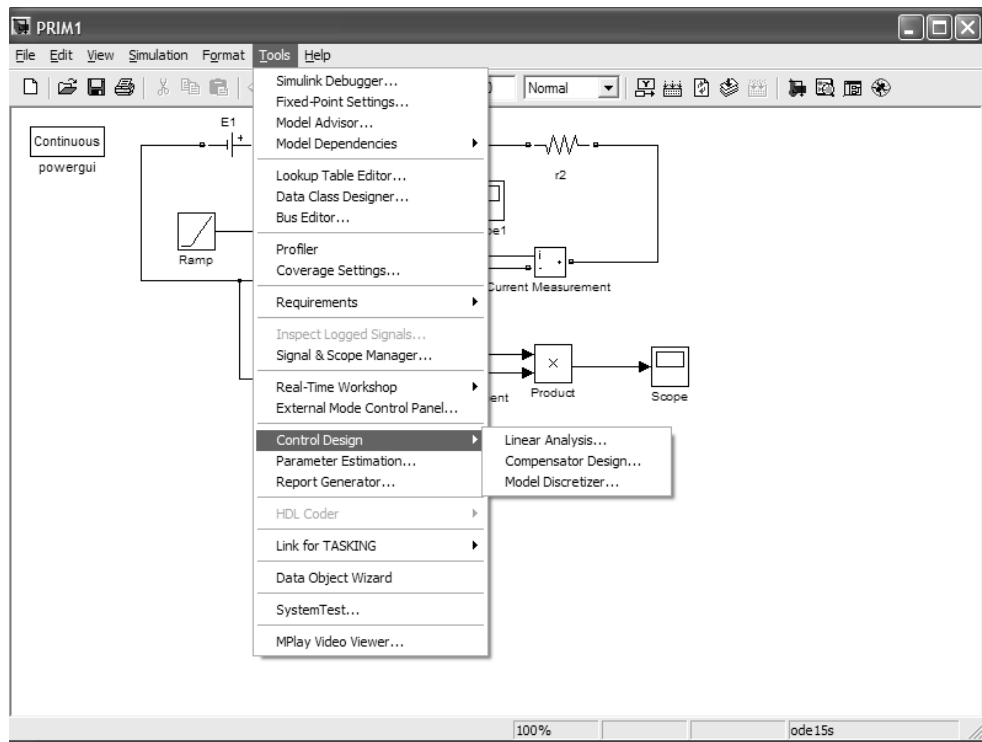 PRIM1
File Edit View Simulation Format Tools Help
Normal
Simulink Debugger...
Fixed-Point Settings...
Model Advisor...
Model Dependencies
Lookup Table Editor...
Data Class Designer...
Bus Editor...
Profiler
Coverage Settings...
Requirements
Inspect Logged Signals...
Signal & Scope Manager...
Real-Time Workshop
External Mode Control Panel...
Control Design
Parameter Estimation...
Report Generator...
HDL Coder
Link for TASKING
Data Object Wizard
SystemTest...
MPlay Video Viewer...
Linear Analysis...
Compensator Design...
Model Discretizer...
Continuous
powergui
E1
+
r2
Ramp
i
+
-
Current Measurement
×
Product
Scope
100%
ode15s